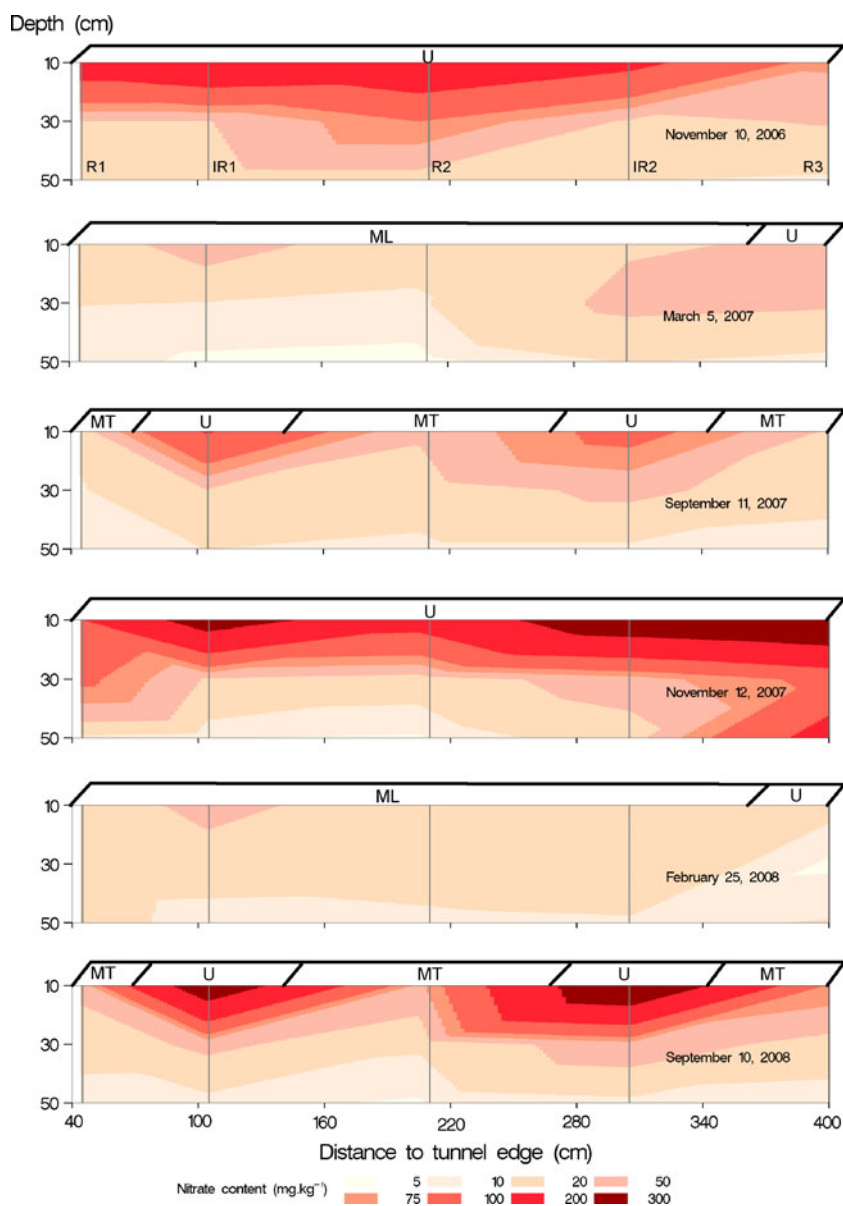 Depth (cm)
U
10
30
50
November 10, 2006
R1 IR1 R2 IR2 R3
ML U
10
30
50
March 5, 2007
MT U MT U MT
10
30
50
September 11, 2007
U
10
30
50
November 12, 2007
ML U
10
30
50
February 25, 2008
MT U MT U MT
10
30
50
September 10, 2008
40 100 160 220 280 340 400
Distance to tunnel edge (cm)
Nitrate content (mg.kg⁻¹) 5 10 20 50
75 100 200 300